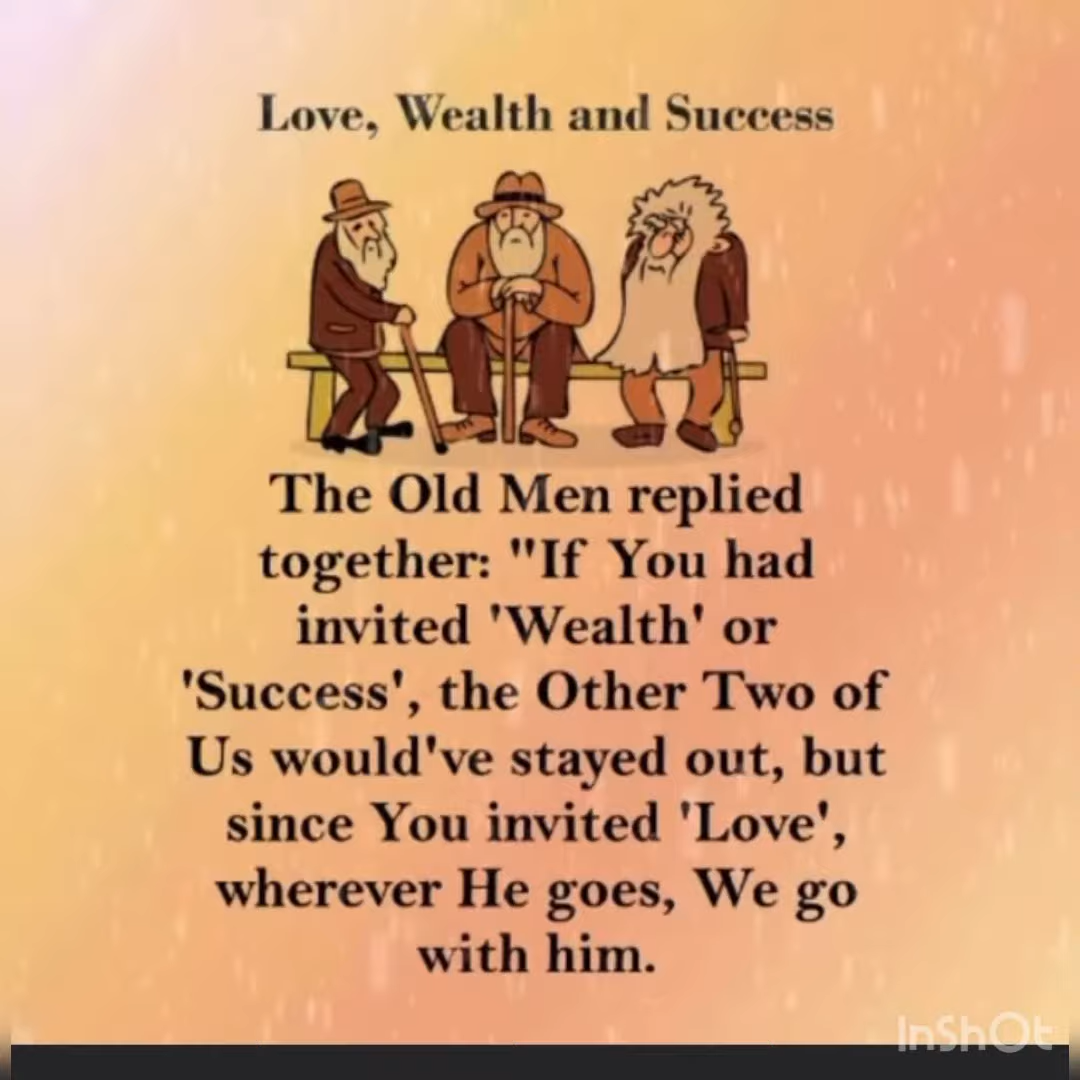 Love, Wealth and Success
The Old Men replied
together: "If You had
invited 'Wealth' or
'Success', the Other Two of
Us would've stayed out, but
since You invited 'Love',
wherever He goes, We go
with him.
InShOt